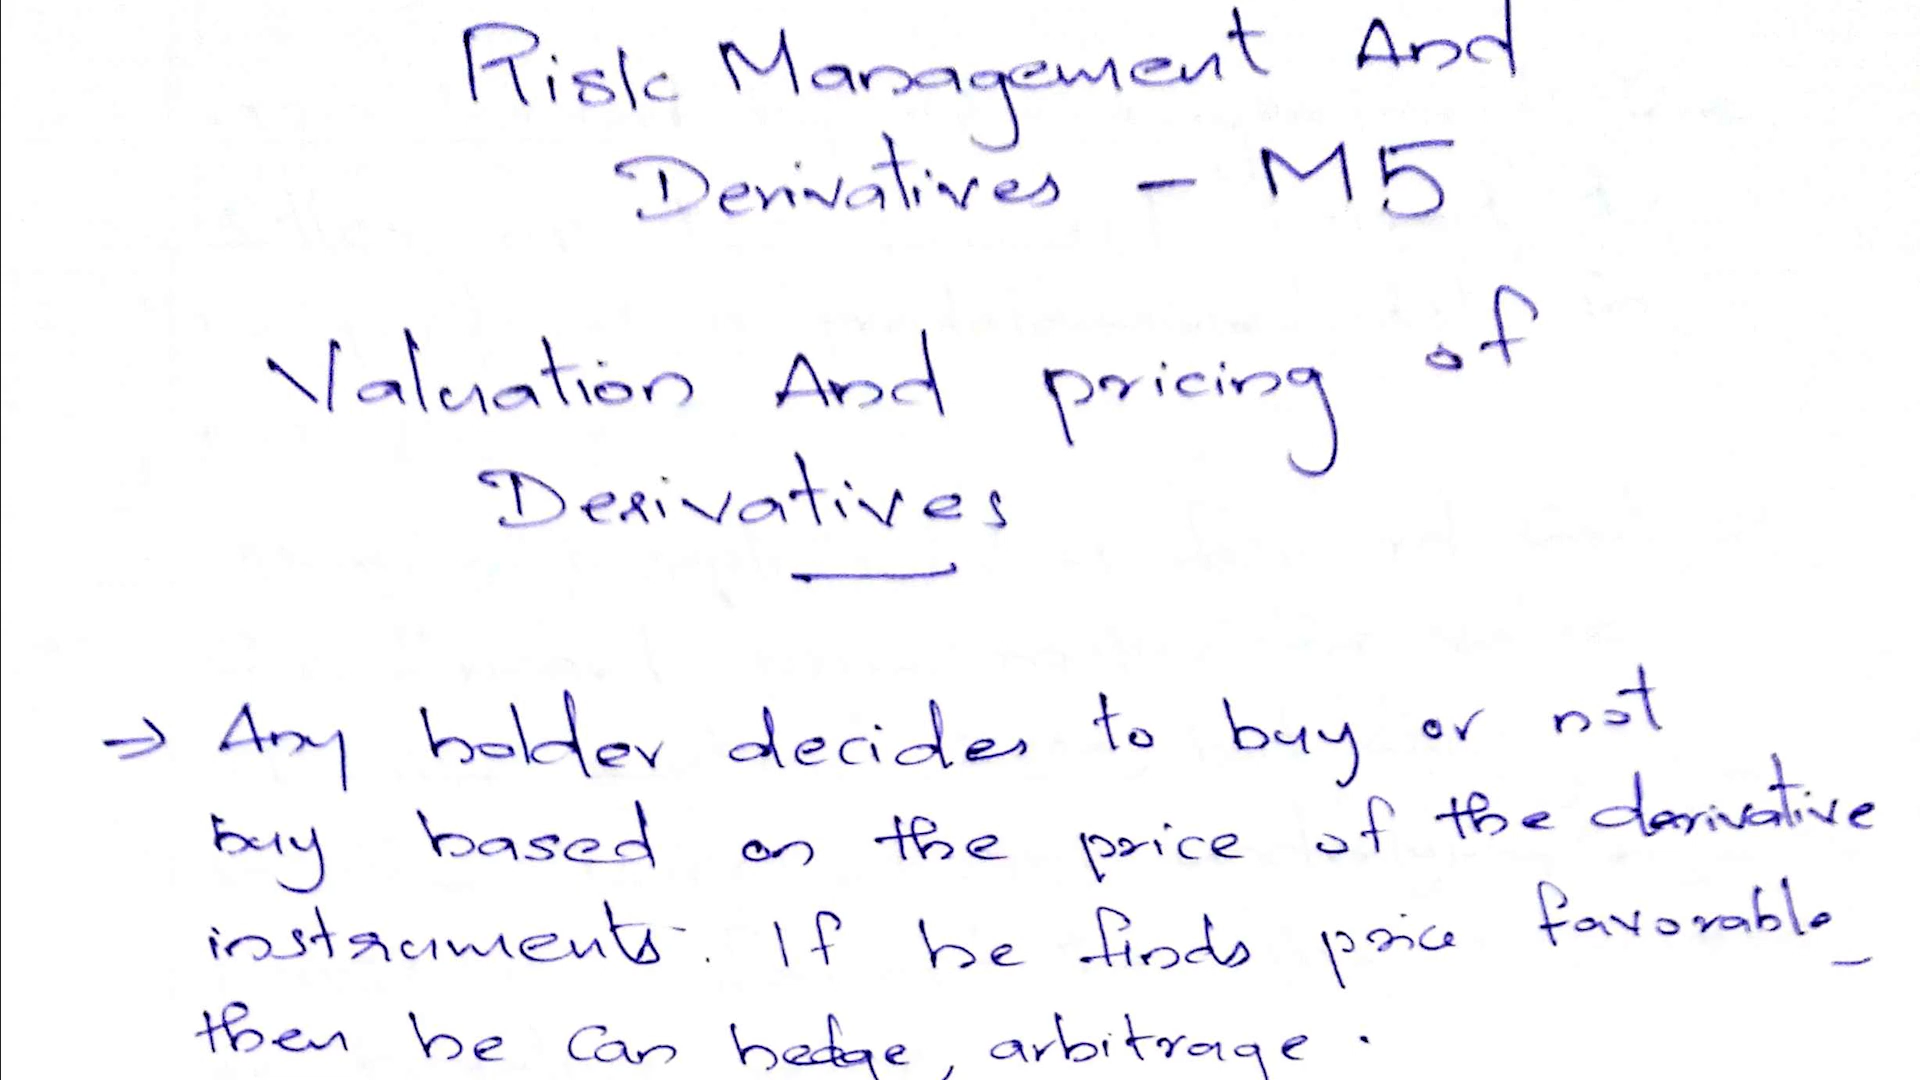 Risk Management And
Derivatives - M5
Valuation And pricing of
Derivatives
→ Any holder decides to buy or not
buy based on the price of the derivative
instruments. If he finds price favorable
then he can hedge, arbitrage.